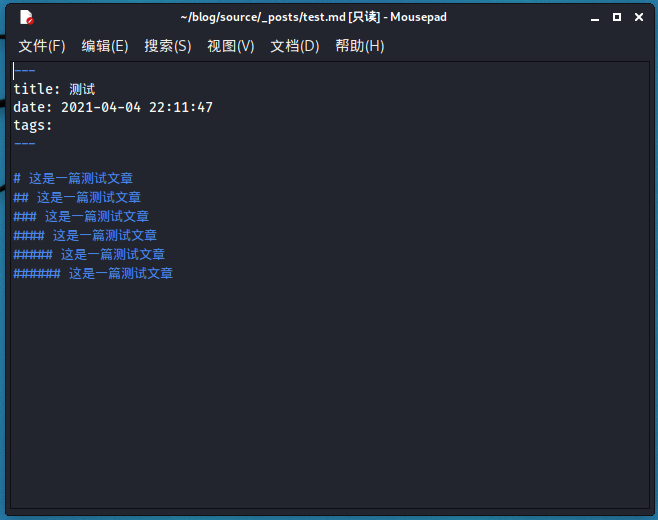 ~/blog/source/_posts/test.md [只读] - Mousepad
文件(F) 编辑(E) 搜索(S) 视图(V) 文档(D) 帮助(H)
---
title: 测试
date: 2021-04-04 22:11:47
tags:
---
# 这是一篇测试文章
## 这是一篇测试文章
### 这是一篇测试文章
#### 这是一篇测试文章
##### 这是一篇测试文章
###### 这是一篇测试文章